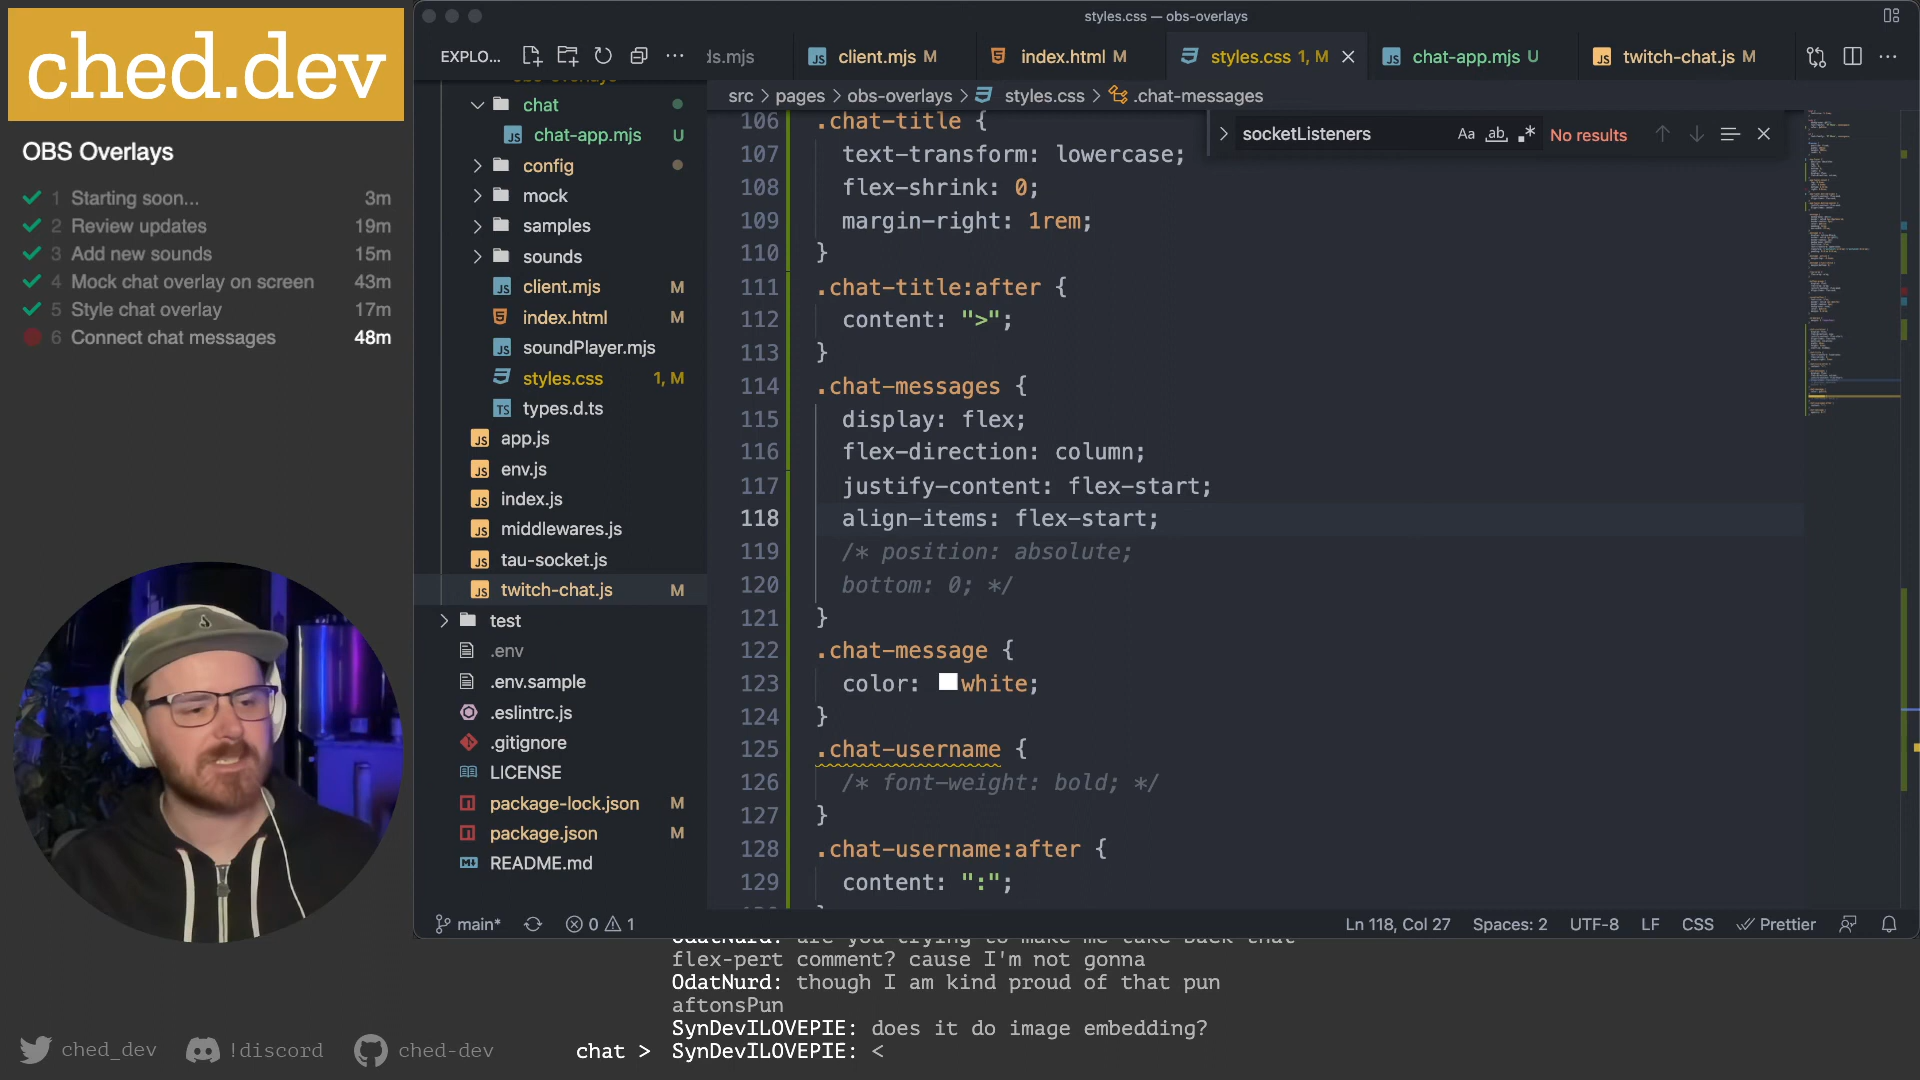 ched.dev
OBS Overlays
1 Starting soon... 3m
2 Review updates 19m
3 Add new sounds 15m
4 Mock chat overlay on screen 43m
5 Style chat overlay 17m
6 Connect chat messages 48m
styles.css — obs-overlays
EXPLO...
ds.mjs
client.mjs M
index.html M
styles.css 1, M
chat-app.mjs U
twitch-chat.js M
src > pages > obs-overlays > styles.css > .chat-messages
socketListeners Aa ab No results
obs-overlays
chat
chat-app.mjs U
config
mock
samples
sounds
client.mjs M
index.html M
soundPlayer.mjs
styles.css 1, M
types.d.ts
app.js
env.js
index.js
middlewares.js
tau-socket.js
twitch-chat.js M
test
.env
.env.sample
.eslintrc.js
.gitignore
LICENSE
package-lock.json M
package.json M
README.md
106 .chat-title {
107 text-transform: lowercase;
108 flex-shrink: 0;
109 margin-right: 1rem;
110 }
111 .chat-title:after {
112 content: ">";
113 }
114 .chat-messages {
115 display: flex;
116 flex-direction: column;
117 justify-content: flex-start;
118 align-items: flex-start;
119 /* position: absolute;
120 bottom: 0; */
121 }
122 .chat-message {
123 color: white;
124 }
125 .chat-username {
126 /* font-weight: bold; */
127 }
128 .chat-username:after {
129 content: ":";
main* 0 1
Ln 118, Col 27 Spaces: 2 UTF-8 LF CSS Prettier
OdatNurd: are you trying to make me take back that
flex-pert comment? cause I'm not gonna
OdatNurd: though I am kind proud of that pun
aftonsPun
SynDevILOVEPIE: does it do image embedding?
chat > SynDevILOVEPIE: <
ched_dev !discord ched-dev